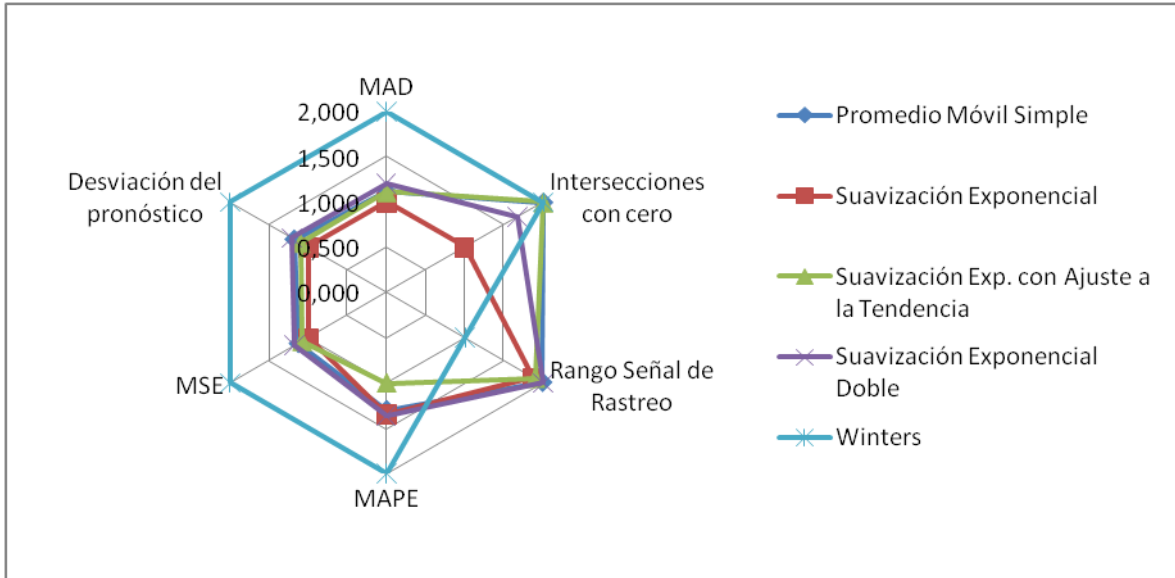 MAD
2,000
1,500
1,000
0,500
0,000
Intersecciones
con cero
Rango Señal de
Rastreo
MAPE
MSE
Desviación del
pronóstico
Promedio Móvil Simple
Suavización Exponencial
Suavización Exp. con Ajuste a
la Tendencia
Suavización Exponencial
Doble
Winters